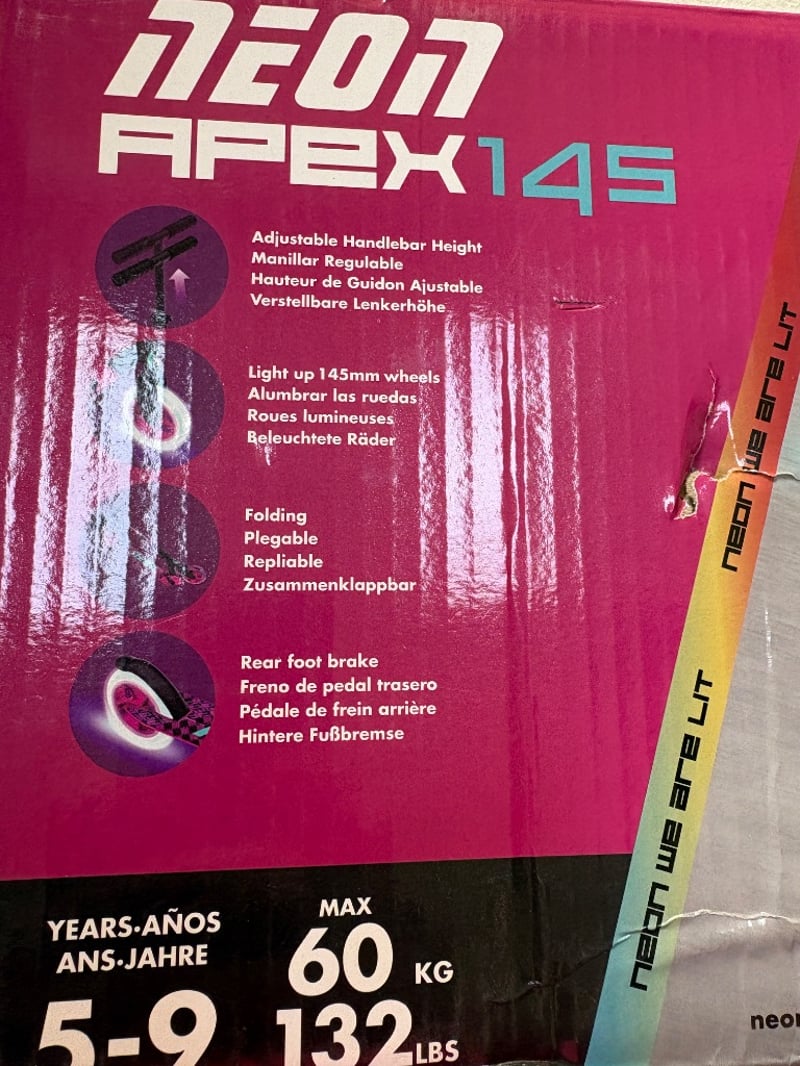 NEON
APEX 145
Adjustable Handlebar Height
Manillar Regulable
Hauteur de Guidon Ajustable
Verstellbare Lenkerhöhe
Light up 145mm wheels
Alumbrar las ruedas
Roues lumineuses
Beleuchtete Räder
Folding
Plegable
Repliable
Zusammenklappbar
Rear foot brake
Freno de pedal trasero
Pédale de frein arrière
Hintere Fußbremse
YEARS·AÑOS
ANS·JAHRE
5-9
MAX
60 KG
132 LBS
NEON WE ARE LIT
NEON WE ARE LIT